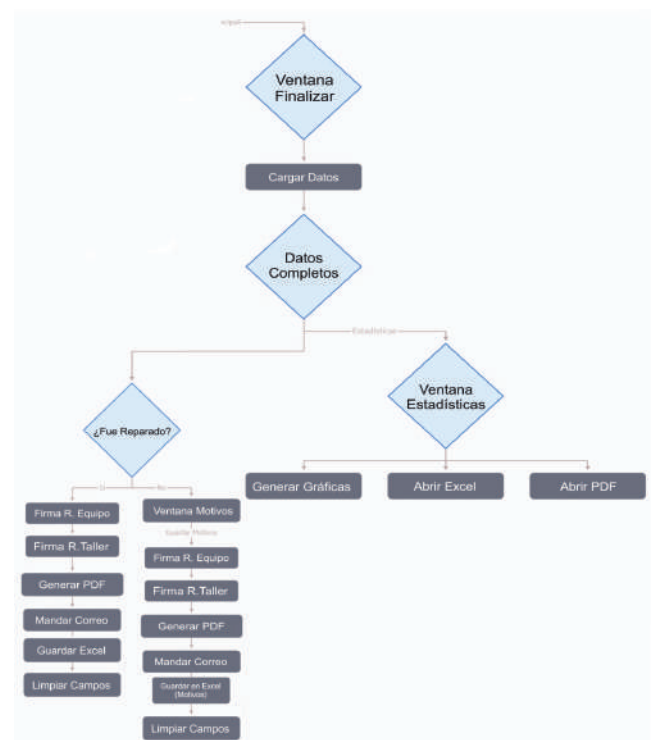 Ventana
Finalizar
Cargar Datos
Datos
Completos
Estadísticas
Ventana
Estadísticas
¿Fue Reparado?
Generar Gráficas
Abrir Excel
Abrir PDF
Si
No
Firma R. Equipo
Firma R.Taller
Generar PDF
Mandar Correo
Guardar Excel
Limpiar Campos
Ventana Motivos
Guardar Motivos
Firma R. Equipo
Firma R.Taller
Generar PDF
Mandar Correo
Guardar en Excel
(Motivos)
Limpiar Campos